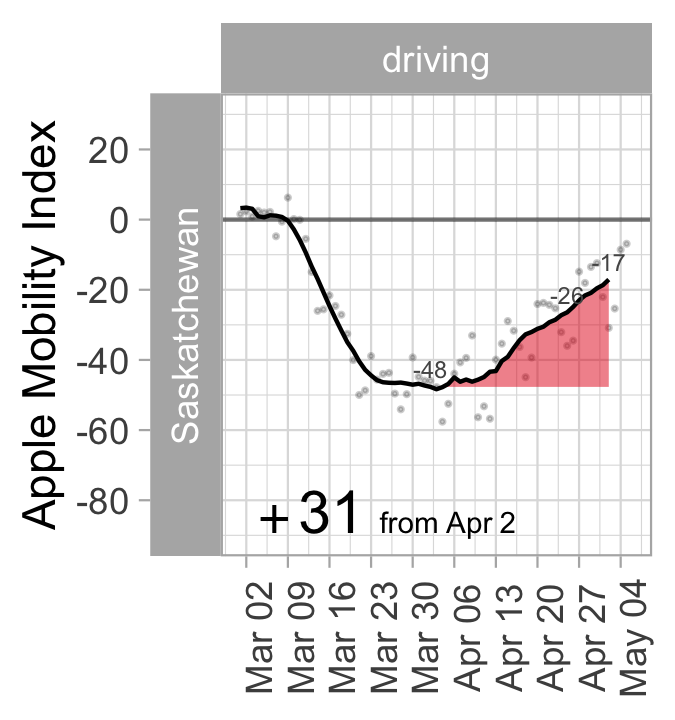 driving
Apple Mobility Index
Saskatchewan
20
0
-20
-40
-60
-80
-48
-26
-17
+31 from Apr 2
Mar 02
Mar 09
Mar 16
Mar 23
Mar 30
Apr 06
Apr 13
Apr 20
Apr 27
May 04